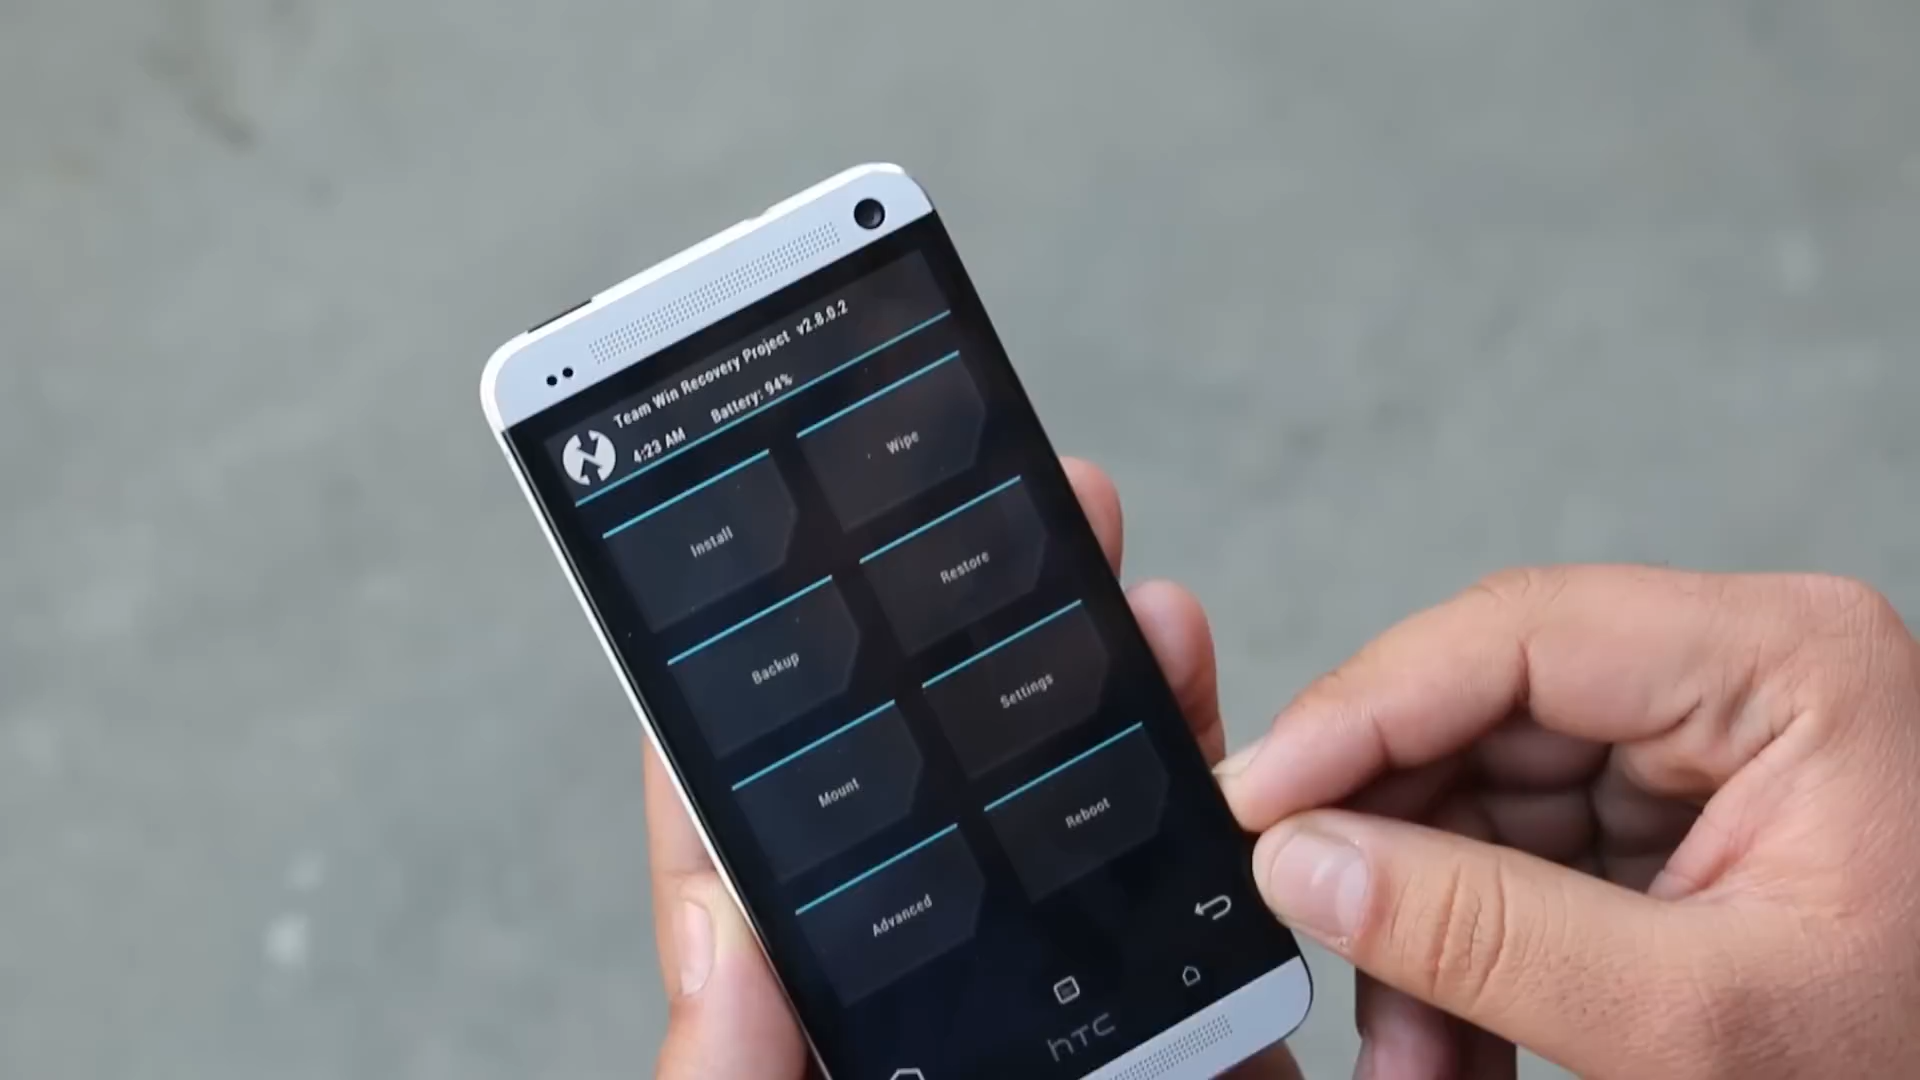 Team Win Recovery Project v2.8.0.2
4:23 AM Battery: 94%
Install
Wipe
Backup
Restore
Mount
Settings
Advanced
Reboot
hTC